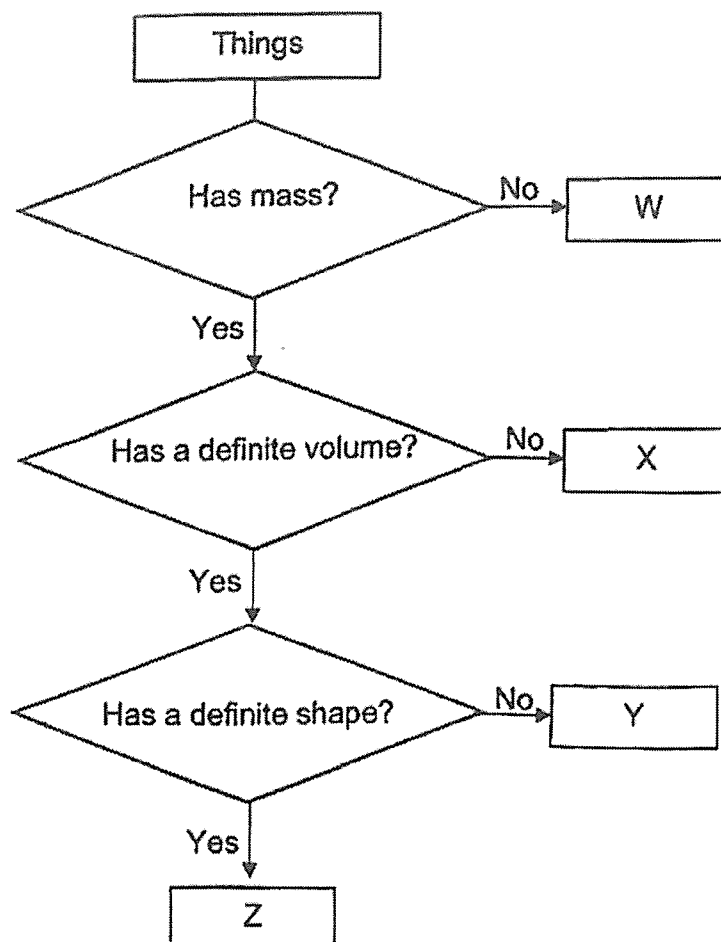 Things
Has mass?
No
W
Yes
Has a definite volume?
No
X
Yes
Has a definite shape?
No
Y
Yes
Z